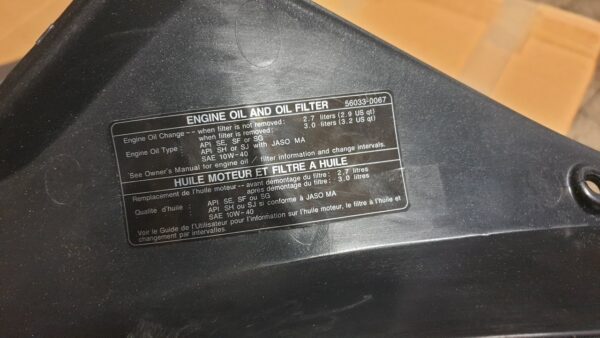 ENGINE OIL AND OIL FILTER 56033-0067
Engine Oil Change -- when filter is not removed: 2.7 liters (2.9 US qt)
when filter is removed: 3.0 liters (3.2 US qt)
Engine Oil Type : API SE, SF or SG
API SH or SJ with JASO MA
SAE 10W-40
*See Owner's Manual for engine oil / filter information and change intervals.
HUILE MOTEUR ET FILTRE A HUILE
Remplacement de l'huile moteur -- avant démontage du filtre : 2.7 litres
après démontage du filtre : 3.0 litres
Qualité d'huile : API SE, SF ou SG
API SH ou SJ si conforme à JASO MA
SAE 10W-40
Voir le Guide de l'Utilisateur pour l'information sur l'huile moteur, le filtre à l'huile et
changement par intervalles.